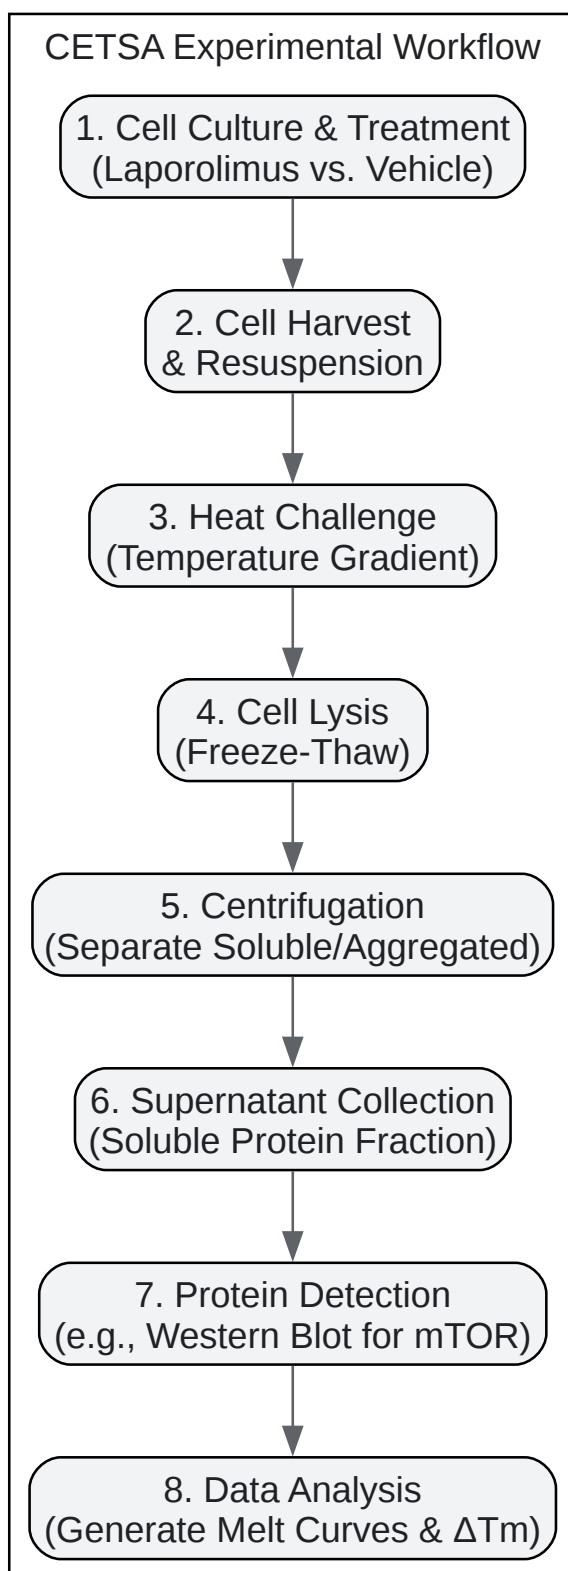 CETSA Experimental Workflow
1. Cell Culture & Treatment
(Laporolimus vs. Vehicle)
2. Cell Harvest
& Resuspension
3. Heat Challenge
(Temperature Gradient)
4. Cell Lysis
(Freeze-Thaw)
5. Centrifugation
(Separate Soluble/Aggregated)
6. Supernatant Collection
(Soluble Protein Fraction)
7. Protein Detection
(e.g., Western Blot for mTOR)
8. Data Analysis
(Generate Melt Curves & ΔTm)